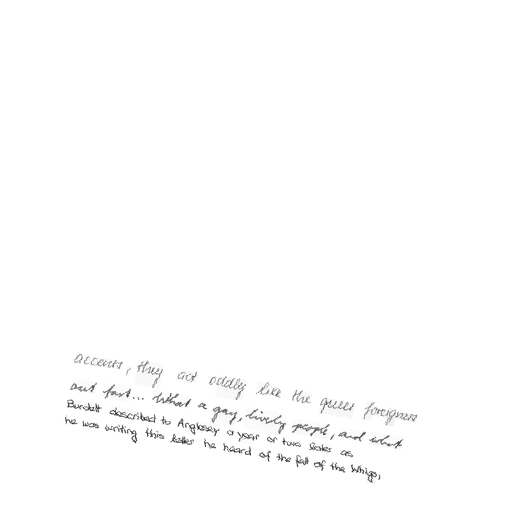 accents, they act oddly like the queer foreigners
out fast... What a gay, lively people, and what
Burdett described to Anglesey a year or two later as
he was writing this letter he heard of the fall of the Whigs,